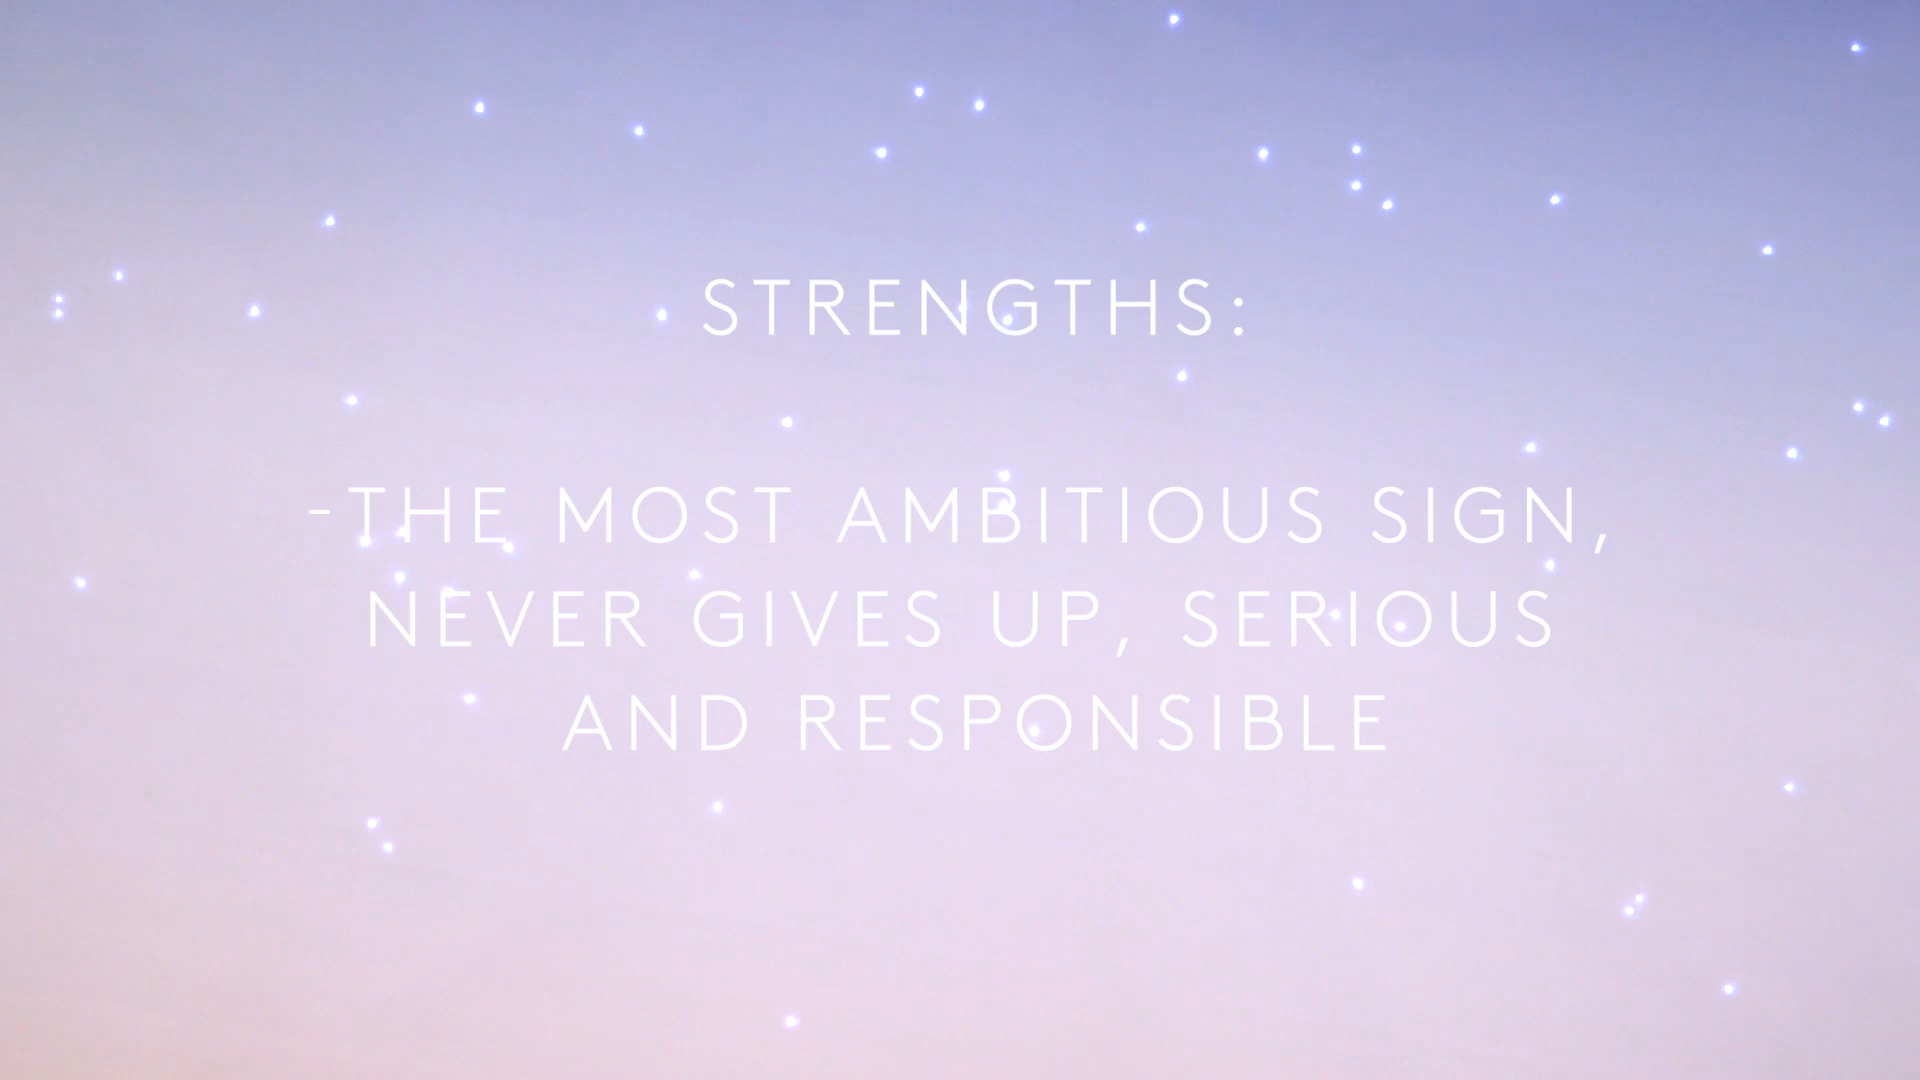 STRENGTHS:
-THE MOST AMBITIOUS SIGN,
NEVER GIVES UP, SERIOUS
AND RESPONSIBLE